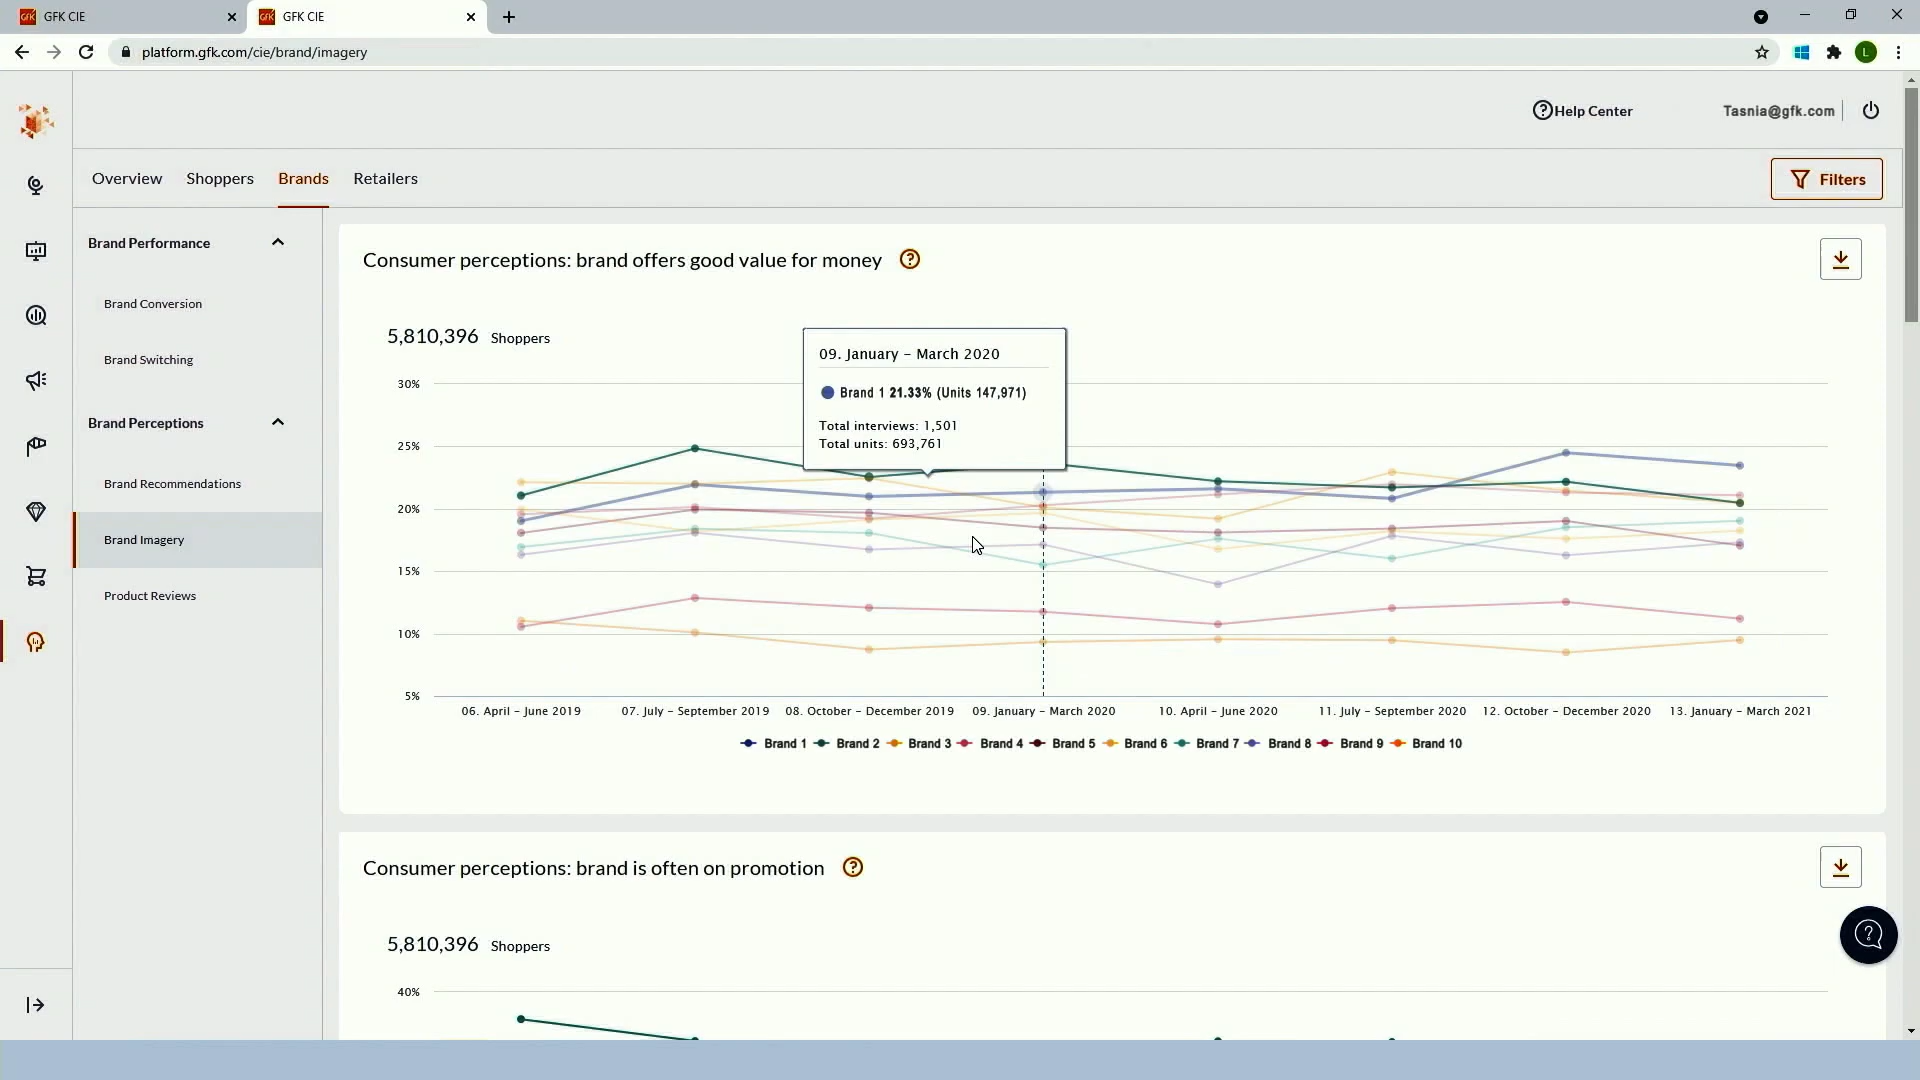 GFK CIE
GFK CIE
platform.gfk.com/cie/brand/imagery
L
Help Center
Tasnia@gfk.com
Overview
Shoppers
Brands
Retailers
Filters
Brand Performance
Brand Conversion
Brand Switching
Brand Perceptions
Brand Recommendations
Brand Imagery
Product Reviews
Consumer perceptions: brand offers good value for money
5,810,396 Shoppers
09. January - March 2020
Brand 1 21.33% (Units 147,971)
Total interviews: 1,501
Total units: 693,761
30%
25%
20%
15%
10%
5%
06. April - June 2019 07. July - September 2019 08. October - December 2019 09. January - March 2020 10. April - June 2020 11. July - September 2020 12. October - December 2020 13. January - March 2021
Brand 1 Brand 2 Brand 3 Brand 4 Brand 5 Brand 6 Brand 7 Brand 8 Brand 9 Brand 10
Consumer perceptions: brand is often on promotion
5,810,396 Shoppers
40%